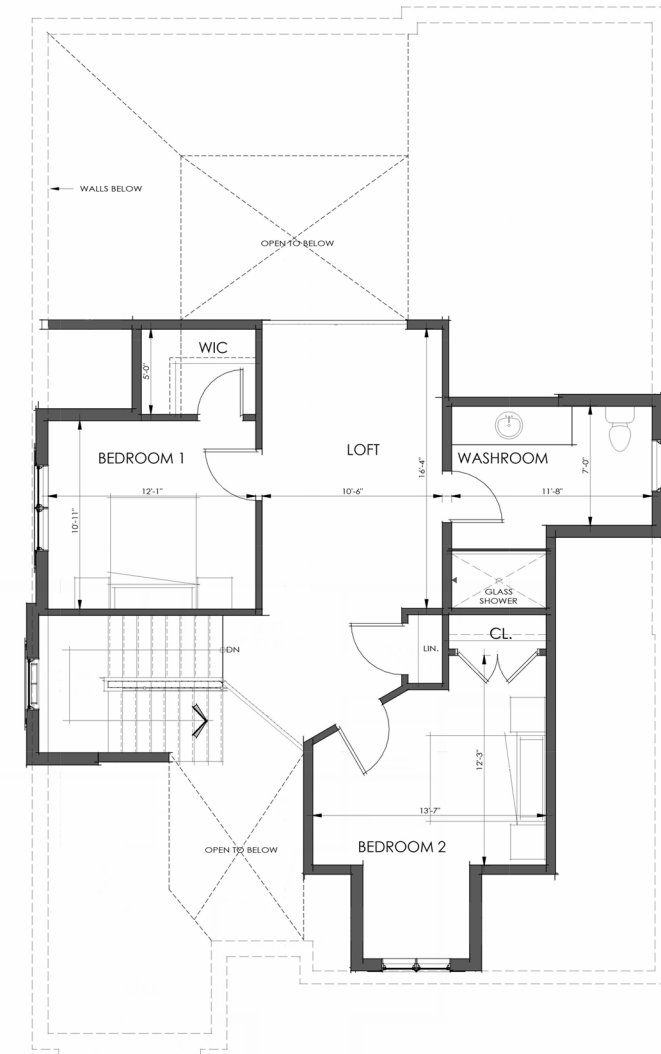 WALLS BELOW
OPEN TO BELOW
WIC
5'-0"
BEDROOM 1
LOFT
WASHROOM
16'-4"
7'-0"
12'-1"
10'-6"
11'-8"
10'-11"
GLASS
SHOWER
CL.
DN
LIN.
12'-3"
13'-7"
BEDROOM 2
OPEN TO BELOW